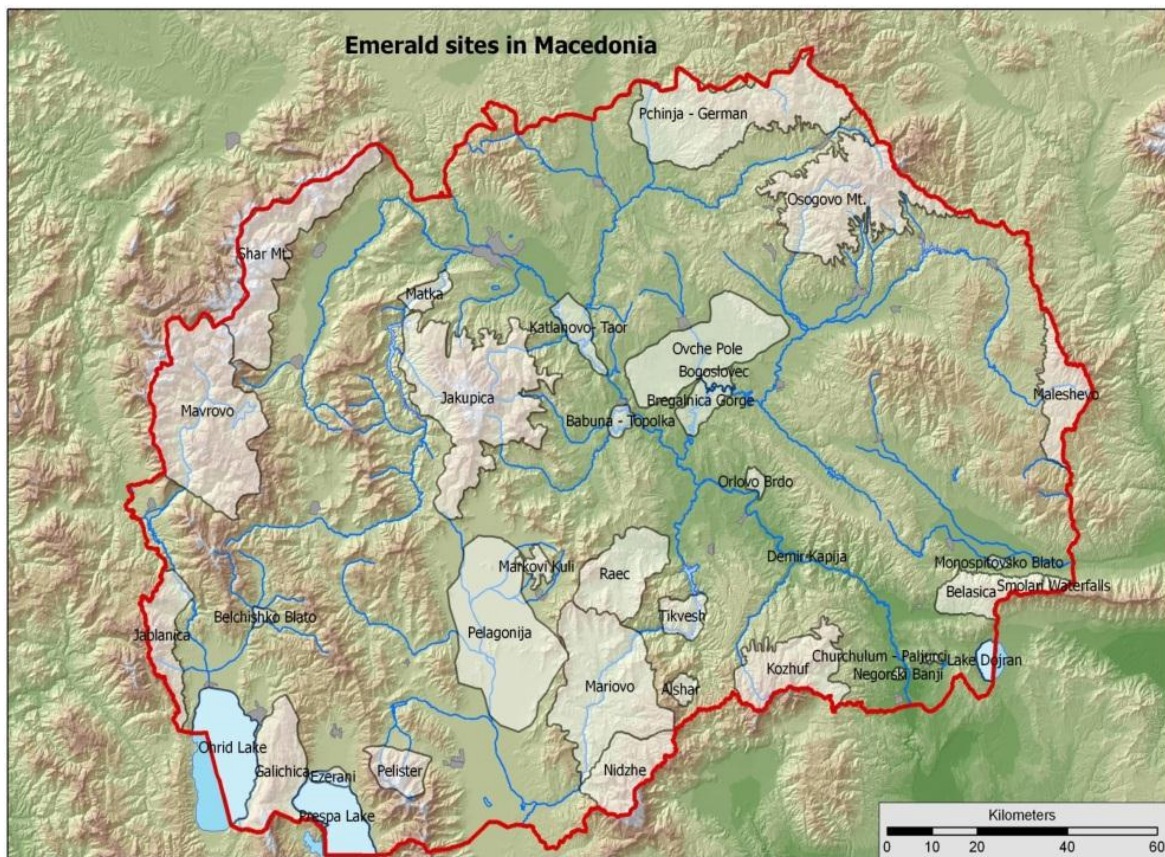 Emerald sites in Macedonia
Pchinja - German
Osogovo Mt.
Shar Mt.
Matka
Katlanovo- Taor
Ovche Pole
Bogoslovec
Mavrovo
Jakupica
Bregalnica Gorge
Maleshevo
Babuna - Topolka
Orlovo Brdo
Demir Kapija
Monospitovsko Blato
Markovi Kuli
Raec
Smolari Waterfalls
Belasica
Tikvesh
Belchishko Blato
Jablanica
Pelagonija
Churchulum - Paljurci
Lake Dojran
Kozhuf
Negorski Banji
Mariovo
Alshar
Ohrid Lake
Galichica
Ezerani
Pelister
Nidzhe
Prespa Lake
Kilometers
0 10 20 40 60